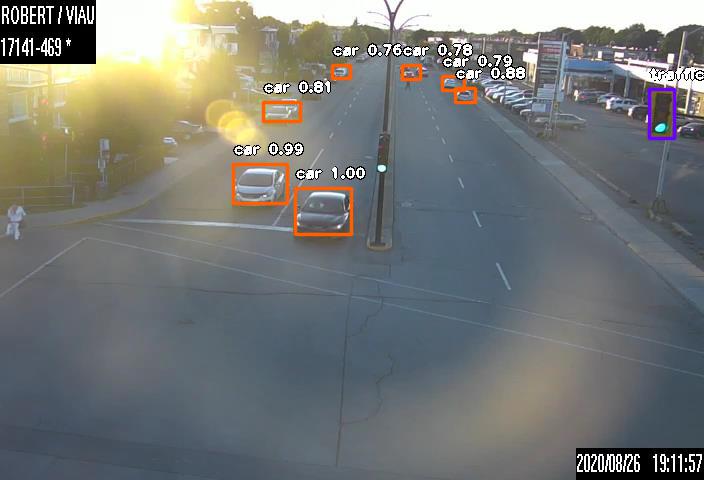 ROBERT / VIAU
17141-469 *
car 0.76
car 0.78
car 0.79
car 0.88
traffic
car 0.81
car 0.99
car 1.00
2020/08/26 19:11:57